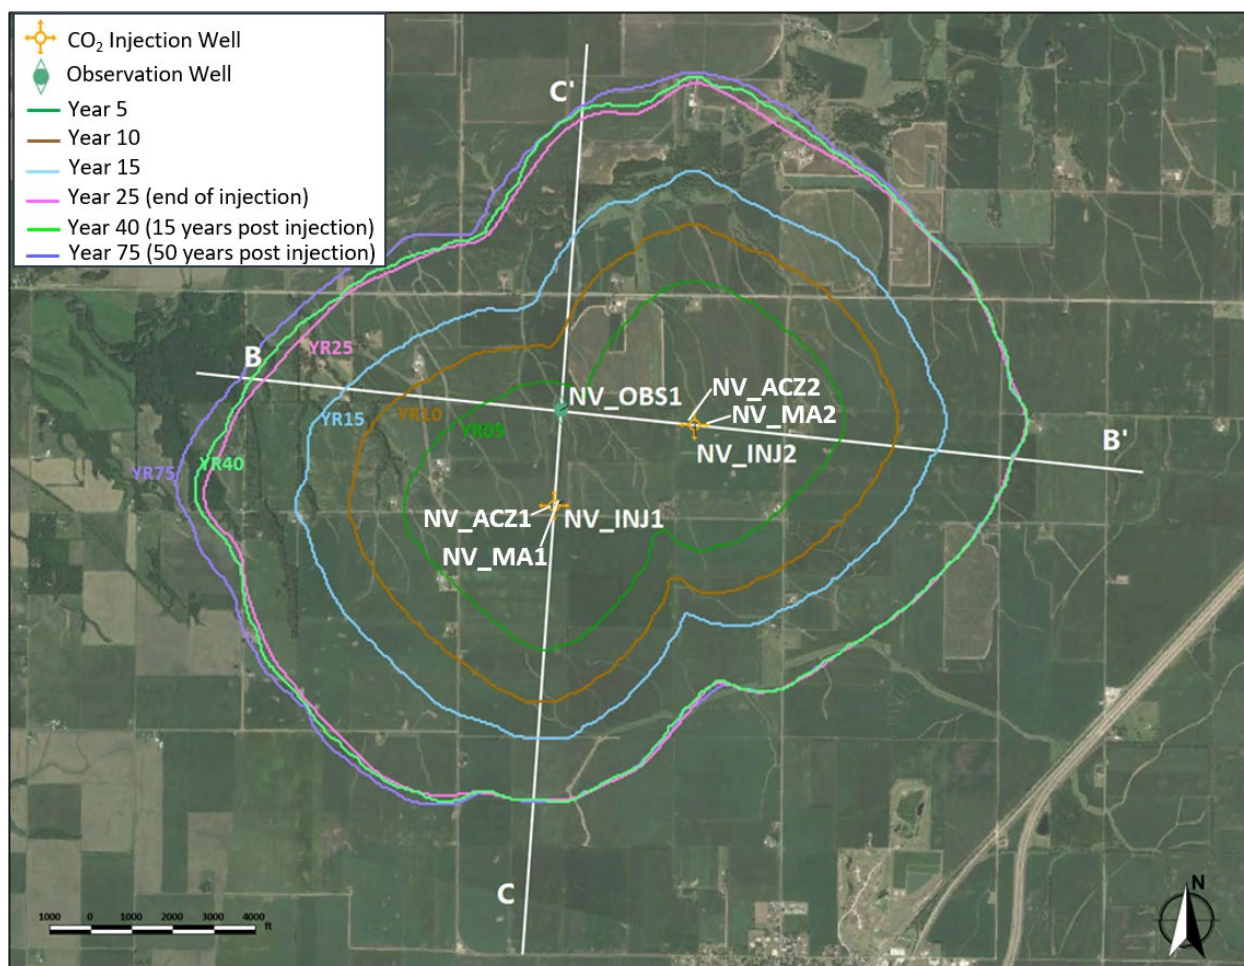 CO₂ Injection Well
Observation Well
Year 5
Year 10
Year 15
Year 25 (end of injection)
Year 40 (15 years post injection)
Year 75 (50 years post injection)
C'
B
YR25
YR15
YR10
YR05
NV_OBS1
NV_ACZ2
NV_MA2
NV_INJ2
B'
YR75
YR40
NV_ACZ1
NV_INJ1
NV_MA1
C
1000 0 1000 2000 3000 4000
ft
N